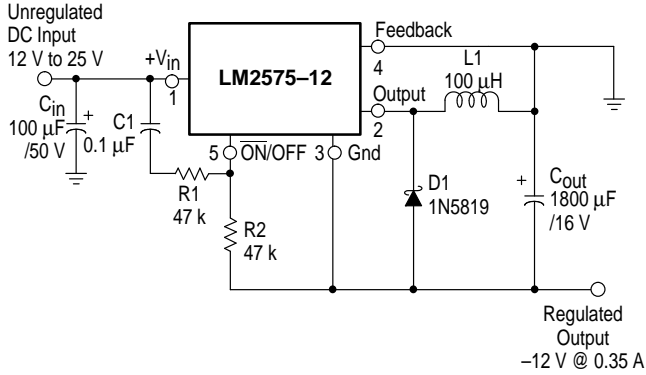 Unregulated
DC Input
12 V to 25 V
+Vin
1
Cin
+
100 µF
/50 V
C1
0.1 µF
LM2575–12
Feedback
4
Output
2
L1
100 µH
5
ON/OFF
3
Gnd
R1
47 k
R2
47 k
D1
1N5819
+
Cout
1800 µF
/16 V
Regulated
Output
–12 V @ 0.35 A